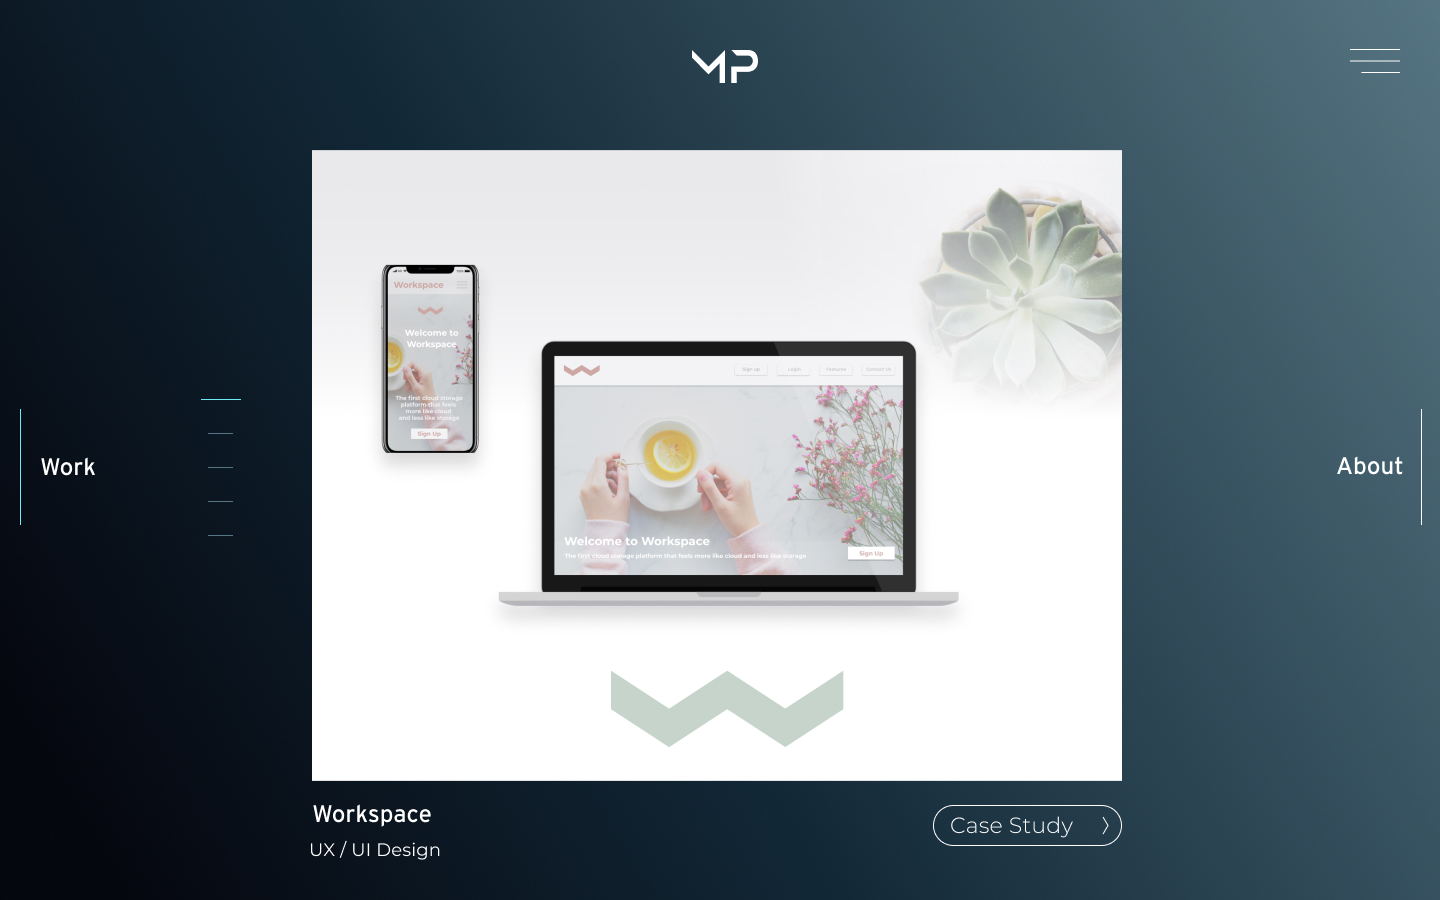 MP
Workspace
Welcome to
Workspace
The first cloud storage
platform that feels
more like cloud
and less like storage
Sign Up
Sign up
Login
Features
Contact Us
Welcome to Workspace
The first cloud storage platform that feels more like cloud and less like storage
Sign Up
Work
About
Workspace
UX / UI Design
Case Study